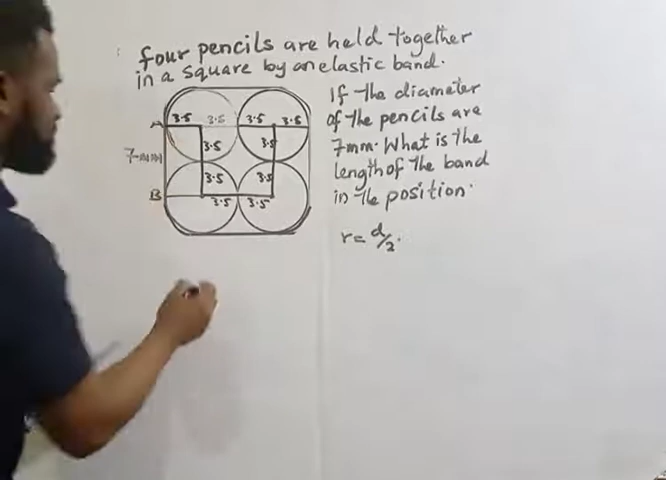 four pencils are held together
in a square by an elastic band.
If the diameter
of the pencils are
7mm. What is the
length of the band
in the position.
r = d/2.
A 3.5 3.5 3.5 3.5
3.5 3.5
7mm
3.5 3.5
B 3.5 3.5